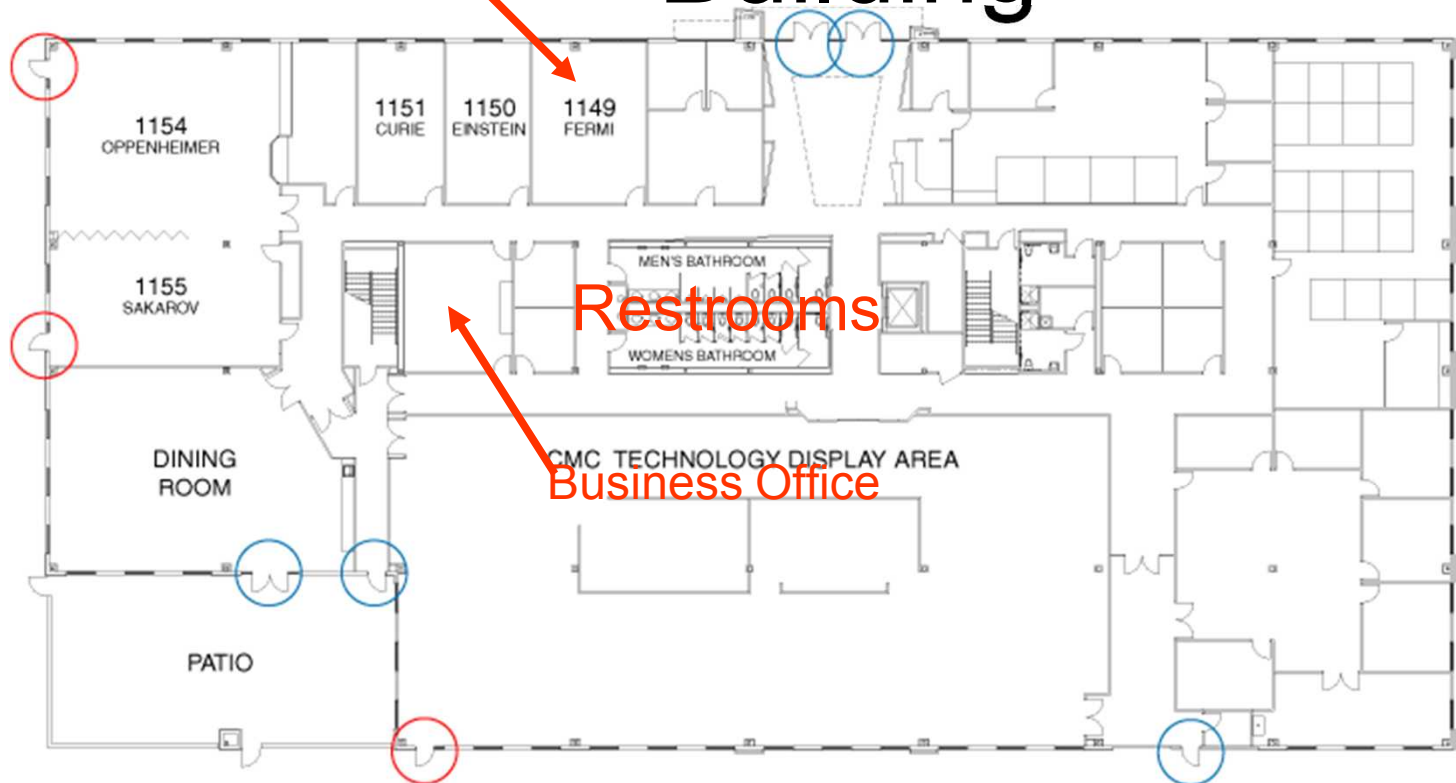 Building
1154
OPPENHEIMER
1151
CURIE
1150
EINSTEIN
1149
FERMI
MEN'S BATHROOM
1155
SAKAROV
Restrooms
WOMENS BATHROOM
DINING
ROOM
CMC TECHNOLOGY DISPLAY AREA
Business Office
PATIO